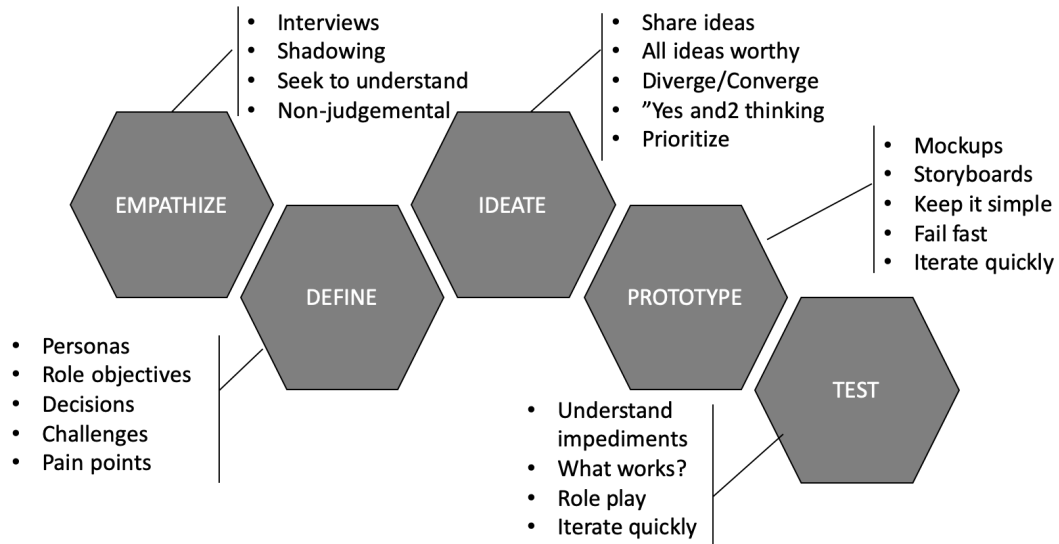 • Interviews
• Shadowing
• Seek to understand
• Non-judgemental
EMPATHIZE
• Personas
• Role objectives
• Decisions
• Challenges
• Pain points
DEFINE
• Share ideas
• All ideas worthy
• Diverge/Converge
• ”Yes and2 thinking
• Prioritize
IDEATE
• Mockups
• Storyboards
• Keep it simple
• Fail fast
• Iterate quickly
PROTOTYPE
• Understand
impediments
• What works?
• Role play
• Iterate quickly
TEST